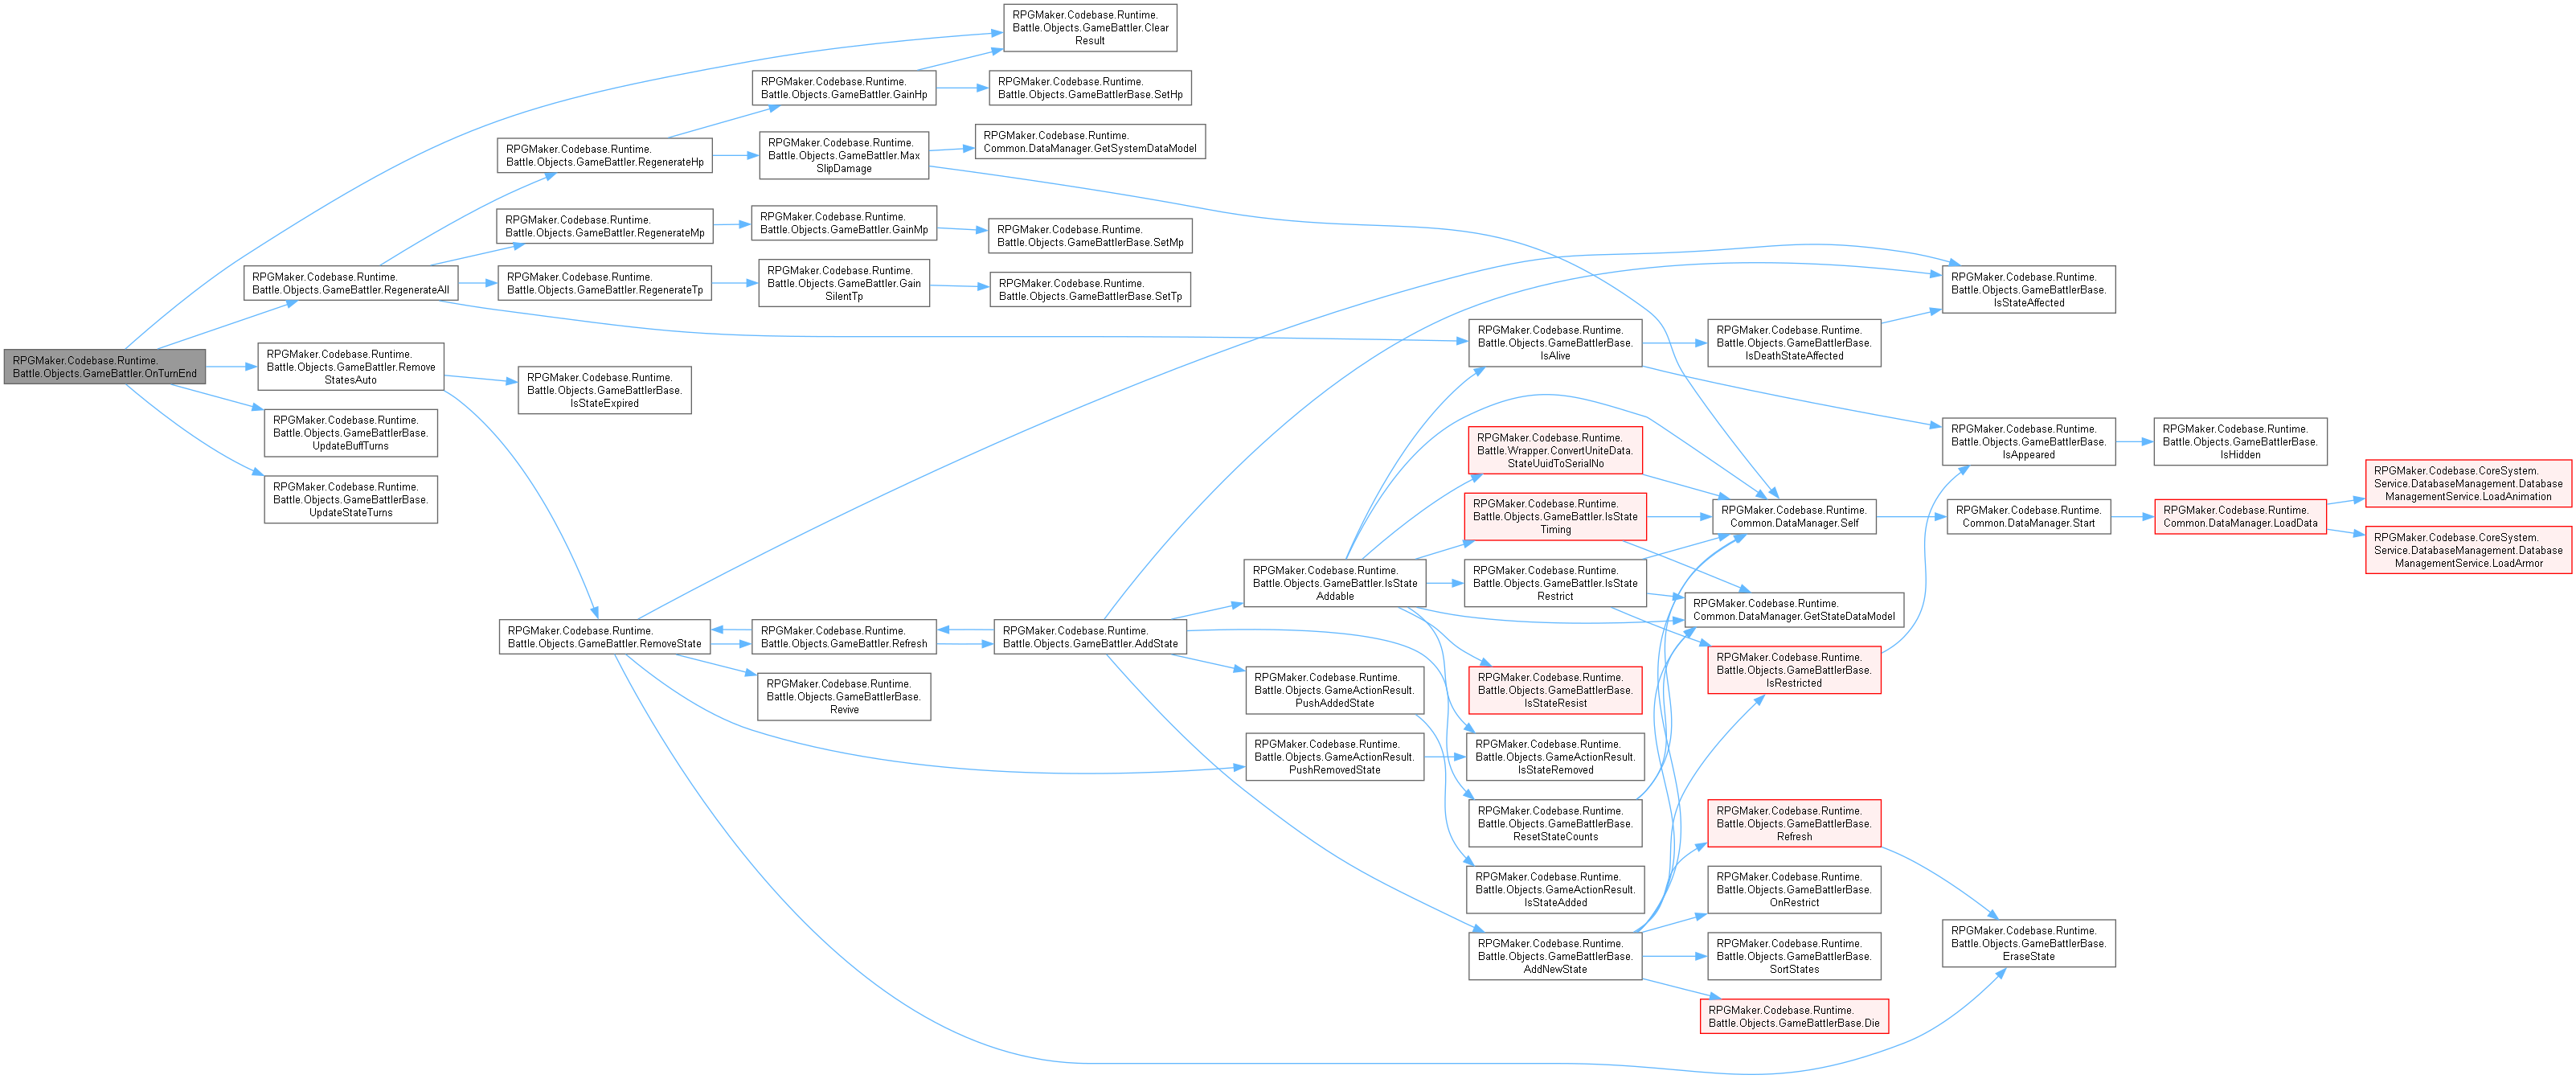 RPGMaker.Codebase.Runtime.
Battle.Objects.GameBattler.OnTurnEnd
RPGMaker.Codebase.Runtime.
Battle.Objects.GameBattler.RegenerateAll
RPGMaker.Codebase.Runtime.
Battle.Objects.GameBattler.Remove
StatesAuto
RPGMaker.Codebase.Runtime.
Battle.Objects.GameBattlerBase.
UpdateBuffTurns
RPGMaker.Codebase.Runtime.
Battle.Objects.GameBattlerBase.
UpdateStateTurns
RPGMaker.Codebase.Runtime.
Battle.Objects.GameBattler.RegenerateHp
RPGMaker.Codebase.Runtime.
Battle.Objects.GameBattler.RegenerateMp
RPGMaker.Codebase.Runtime.
Battle.Objects.GameBattler.RegenerateTp
RPGMaker.Codebase.Runtime.
Battle.Objects.GameBattlerBase.
IsStateExpired
RPGMaker.Codebase.Runtime.
Battle.Objects.GameBattler.RemoveState
RPGMaker.Codebase.Runtime.
Battle.Objects.GameBattler.GainHp
RPGMaker.Codebase.Runtime.
Battle.Objects.GameBattler.Max
SlipDamage
RPGMaker.Codebase.Runtime.
Battle.Objects.GameBattler.GainMp
RPGMaker.Codebase.Runtime.
Battle.Objects.GameBattler.Gain
SilentTp
RPGMaker.Codebase.Runtime.
Battle.Objects.GameBattler.Refresh
RPGMaker.Codebase.Runtime.
Battle.Objects.GameBattlerBase.
Revive
RPGMaker.Codebase.Runtime.
Battle.Objects.GameBattler.Clear
Result
RPGMaker.Codebase.Runtime.
Battle.Objects.GameBattlerBase.SetHp
RPGMaker.Codebase.Runtime.
Common.DataManager.GetSystemDataModel
RPGMaker.Codebase.Runtime.
Battle.Objects.GameBattlerBase.SetMp
RPGMaker.Codebase.Runtime.
Battle.Objects.GameBattlerBase.SetTp
RPGMaker.Codebase.Runtime.
Battle.Objects.GameBattler.AddState
RPGMaker.Codebase.Runtime.
Battle.Objects.GameBattler.IsState
Addable
RPGMaker.Codebase.Runtime.
Battle.Objects.GameActionResult.
PushAddedState
RPGMaker.Codebase.Runtime.
Battle.Objects.GameActionResult.
PushRemovedState
RPGMaker.Codebase.Runtime.
Battle.Objects.GameBattlerBase.
IsAlive
RPGMaker.Codebase.Runtime.
Battle.Wrapper.ConvertUniteData.
StateUuidToSerialNo
RPGMaker.Codebase.Runtime.
Battle.Objects.GameBattler.IsState
Timing
RPGMaker.Codebase.Runtime.
Battle.Objects.GameBattler.IsState
Restrict
RPGMaker.Codebase.Runtime.
Battle.Objects.GameBattlerBase.
IsStateResist
RPGMaker.Codebase.Runtime.
Battle.Objects.GameActionResult.
IsStateRemoved
RPGMaker.Codebase.Runtime.
Battle.Objects.GameBattlerBase.
ResetStateCounts
RPGMaker.Codebase.Runtime.
Battle.Objects.GameActionResult.
IsStateAdded
RPGMaker.Codebase.Runtime.
Battle.Objects.GameBattlerBase.
AddNewState
RPGMaker.Codebase.Runtime.
Battle.Objects.GameBattlerBase.
IsDeathStateAffected
RPGMaker.Codebase.Runtime.
Common.DataManager.Self
RPGMaker.Codebase.Runtime.
Common.DataManager.GetStateDataModel
RPGMaker.Codebase.Runtime.
Battle.Objects.GameBattlerBase.
IsRestricted
RPGMaker.Codebase.Runtime.
Battle.Objects.GameBattlerBase.
Refresh
RPGMaker.Codebase.Runtime.
Battle.Objects.GameBattlerBase.
OnRestrict
RPGMaker.Codebase.Runtime.
Battle.Objects.GameBattlerBase.
SortStates
RPGMaker.Codebase.Runtime.
Battle.Objects.GameBattlerBase.Die
RPGMaker.Codebase.Runtime.
Battle.Objects.GameBattlerBase.
IsStateAffected
RPGMaker.Codebase.Runtime.
Battle.Objects.GameBattlerBase.
IsAppeared
RPGMaker.Codebase.Runtime.
Common.DataManager.Start
RPGMaker.Codebase.Runtime.
Battle.Objects.GameBattlerBase.
EraseState
RPGMaker.Codebase.Runtime.
Battle.Objects.GameBattlerBase.
IsHidden
RPGMaker.Codebase.Runtime.
Common.DataManager.LoadData
RPGMaker.Codebase.CoreSystem.
Service.DatabaseManagement.Database
ManagementService.LoadAnimation
RPGMaker.Codebase.CoreSystem.
Service.DatabaseManagement.Database
ManagementService.LoadArmor